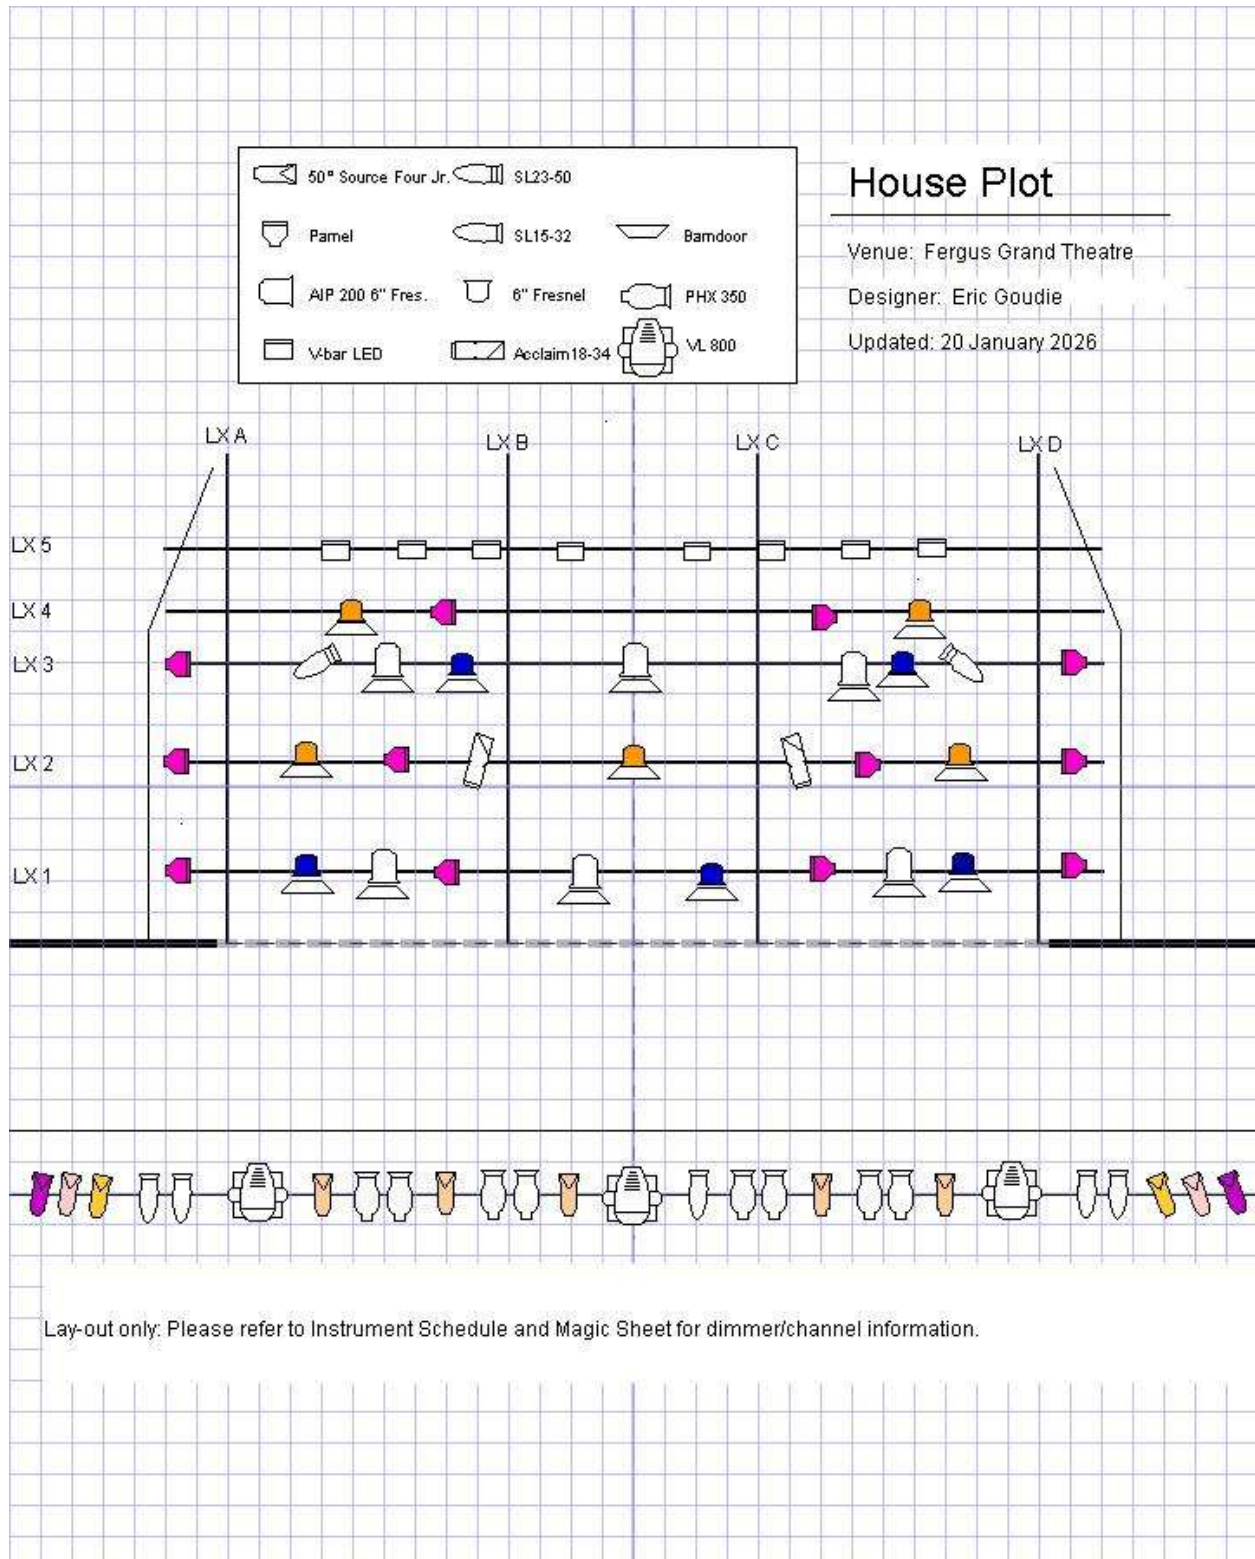 50° Source Four Jr.
SL23-50
Parnel
SL15-32
Barndoor
AIP 200 6" Fres.
6" Fresnel
PHX 350
V-bar LED
Acclaim 18-34
VL 800
House Plot
Venue: Fergus Grand Theatre
Designer: Eric Goudie
Updated: 20 January 2026
LX A
LX B
LX C
LX D
LX 5
LX 4
LX 3
LX 2
LX 1
Lay-out only: Please refer to Instrument Schedule and Magic Sheet for dimmer/channel information.